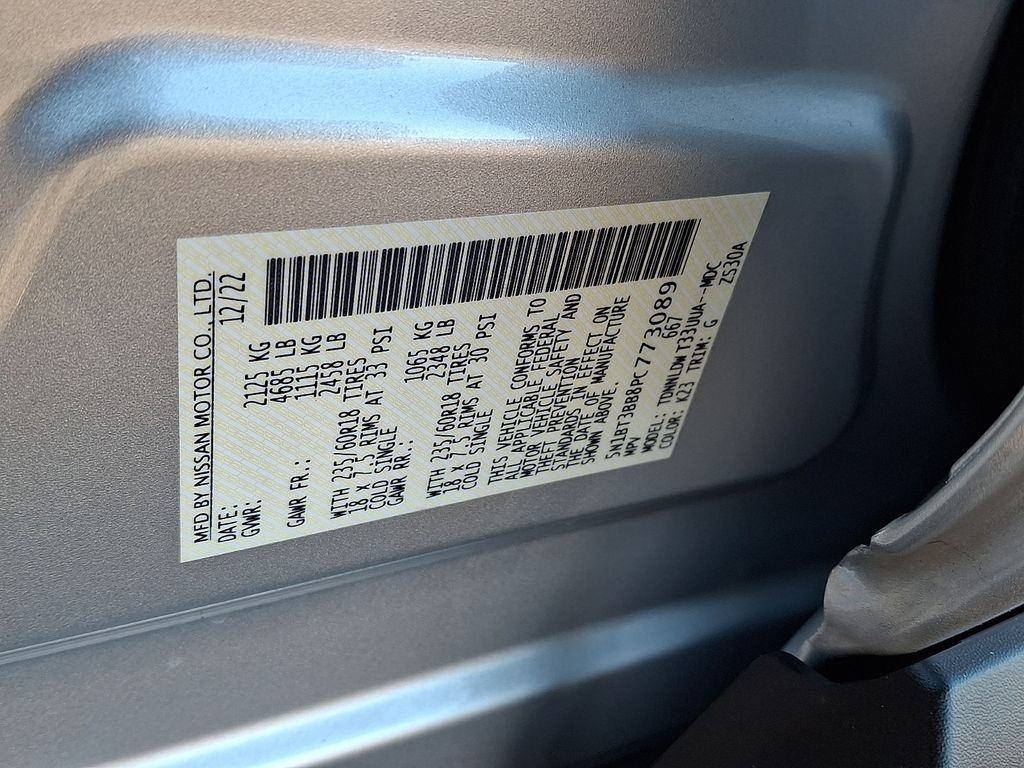 MFD BY NISSAN MOTOR CO., LTD.
DATE: 12/22
GVWR: 2125 KG
4685 LB
GAWR FR.: 1115 KG
2458 LB
WITH 235/60R18 TIRES
18 X 7.5 RIMS AT 33 PSI
COLD SINGLE
GAWR RR.: 1065 KG
2348 LB
WITH 235/60R18 TIRES
18 X 7.5 RIMS AT 30 PSI
COLD SINGLE
THIS VEHICLE CONFORMS TO
ALL APPLICABLE FEDERAL
MOTOR VEHICLE SAFETY AND
THEFT PREVENTION
STANDARDS IN EFFECT ON
THE DATE OF MANUFACTURE
SHOWN ABOVE.
5N1BT3BB8PC773089
MPV 667
MODEL: TDNNLDW T33UUA--MDC
COLOR: K23 TRIM: G ZS30A